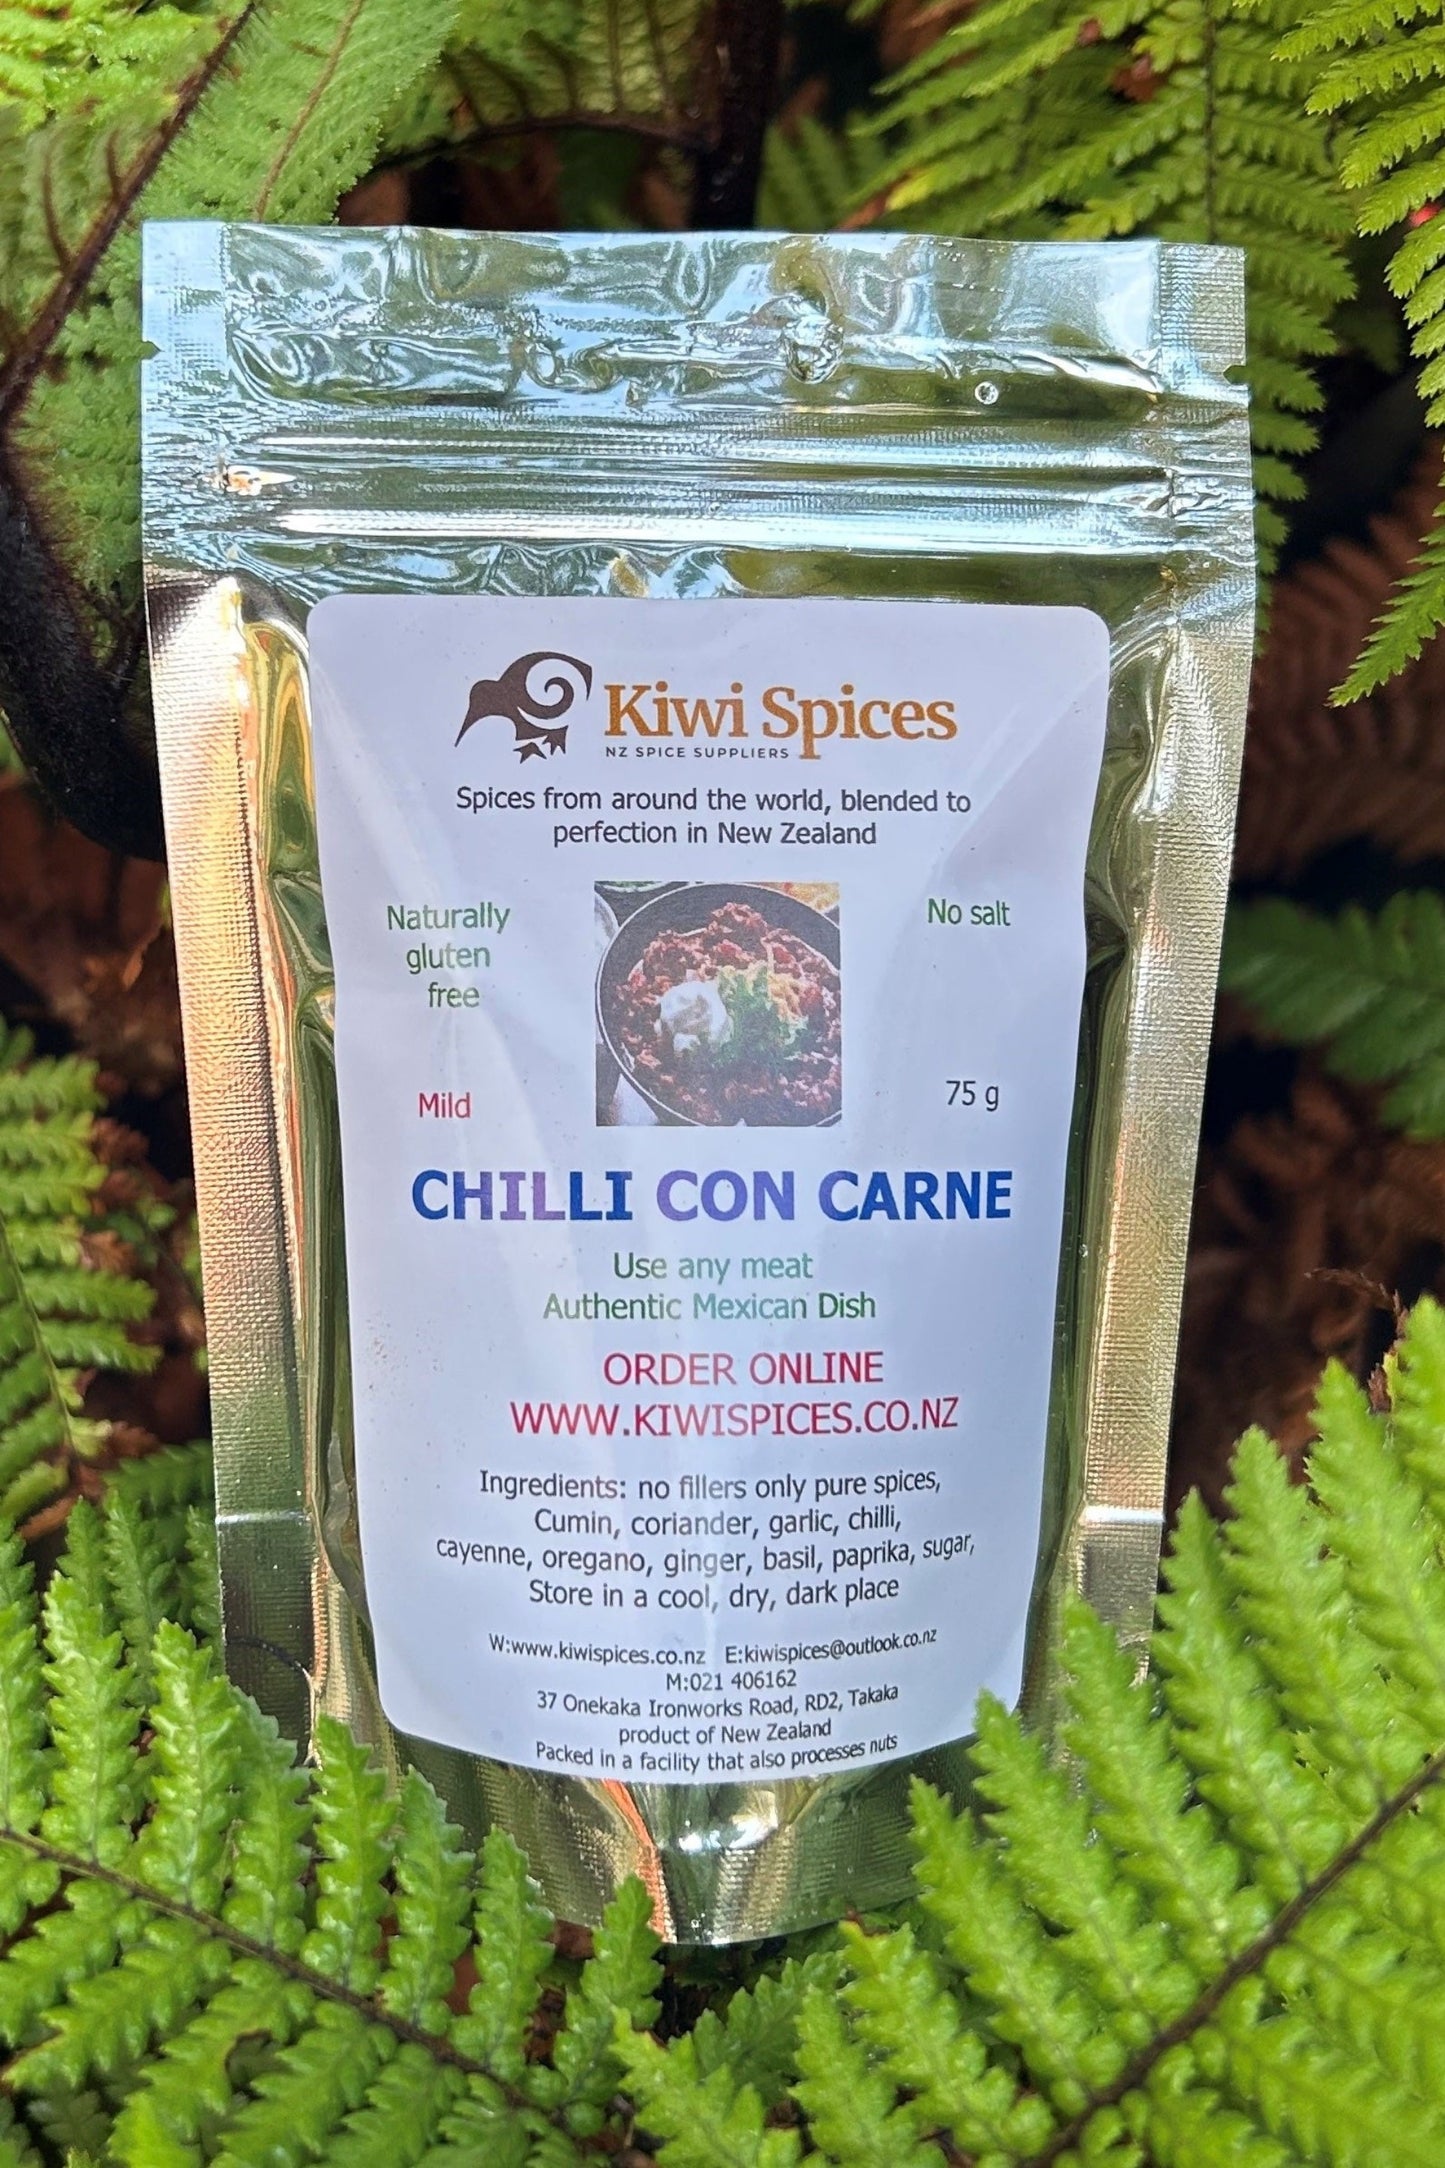 Kiwi Spices
NZ SPICE SUPPLIERS
Spices from around the world, blended to
perfection in New Zealand
Naturally
gluten
free
No salt
Mild
75 g
CHILLI CON CARNE
Use any meat
Authentic Mexican Dish
ORDER ONLINE
WWW.KIWISPICES.CO.NZ
Ingredients: no fillers only pure spices,
Cumin, coriander, garlic, chilli,
cayenne, oregano, ginger, basil, paprika, sugar,
Store in a cool, dry, dark place
W:www.kiwispices.co.nz E:kiwispices@outlook.co.nz
M:021 406162
37 Onekaka Ironworks Road, RD2, Takaka
product of New Zealand
Packed in a facility that also processes nuts